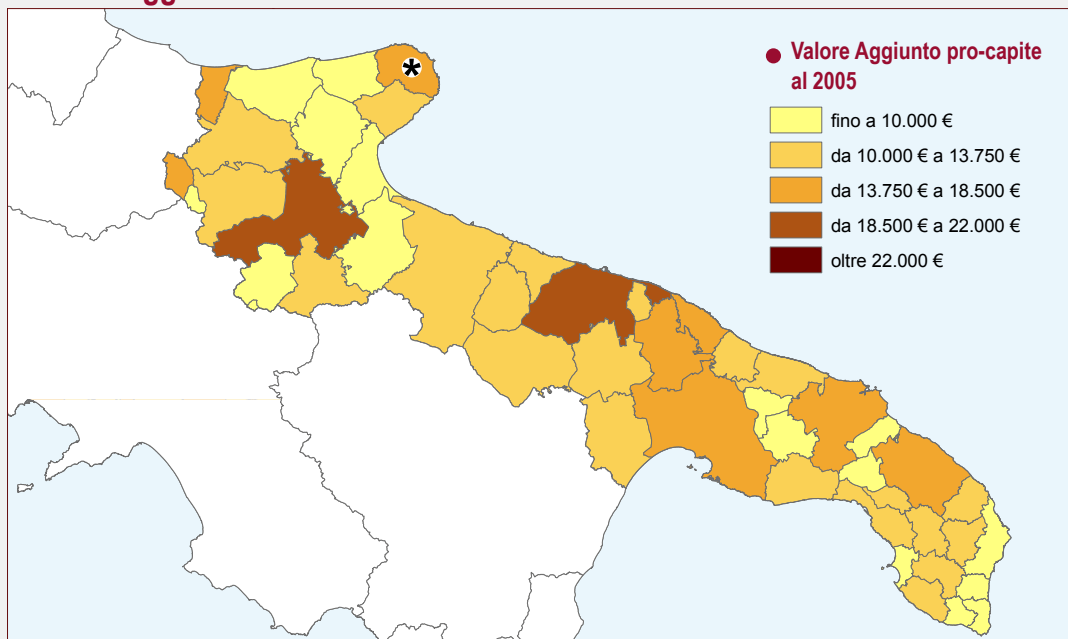 Valore Aggiunto pro-capite
al 2005
fino a 10.000 €
da 10.000 € a 13.750 €
da 13.750 € a 18.500 €
da 18.500 € a 22.000 €
oltre 22.000 €
*